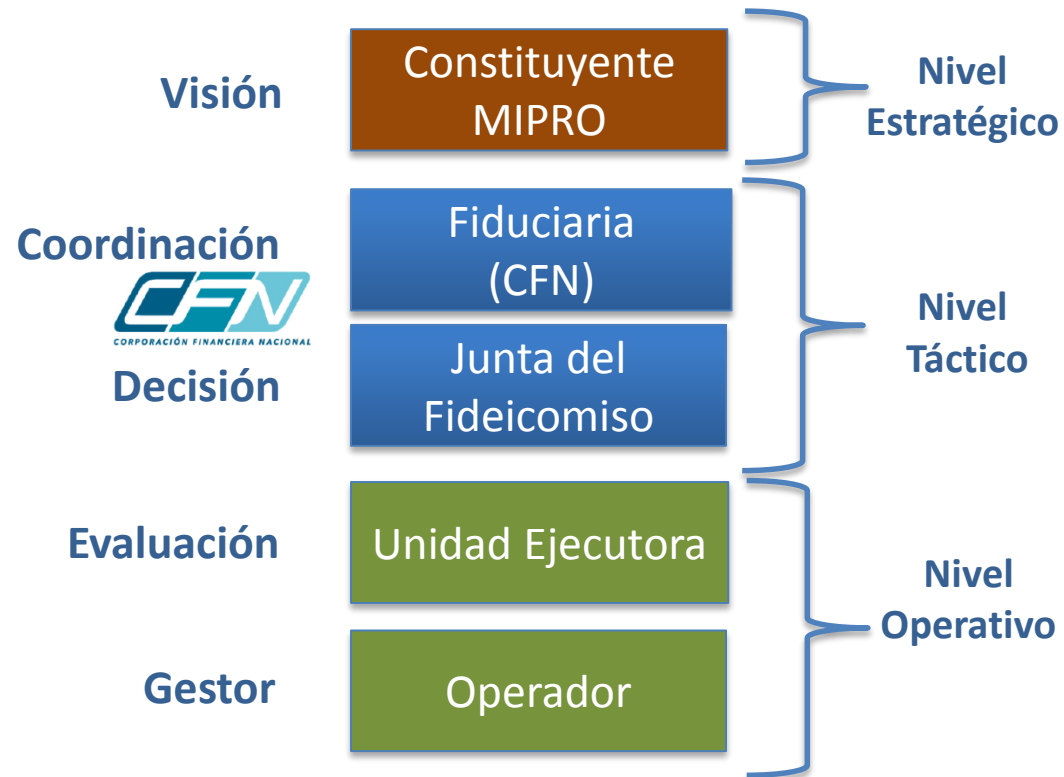 Visión
Constituyente
MIPRO
Nivel
Estratégico
Coordinación
Fiduciaria
(CFN)
CFN
CORPORACIÓN FINANCIERA NACIONAL
Decisión
Junta del
Fideicomiso
Nivel
Táctico
Evaluación
Unidad Ejecutora
Gestor
Operador
Nivel
Operativo